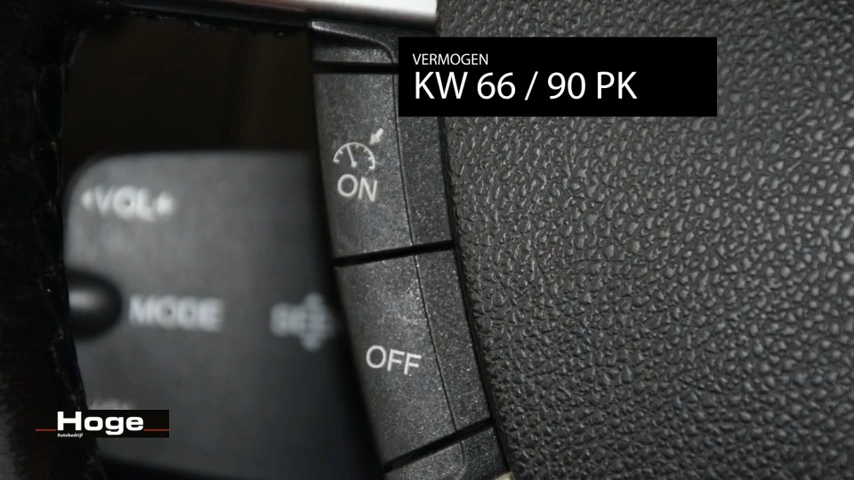 VERMOGEN
KW 66 / 90 PK
ON
VOL
MODE
OFF
Hoge
Autobedrijf